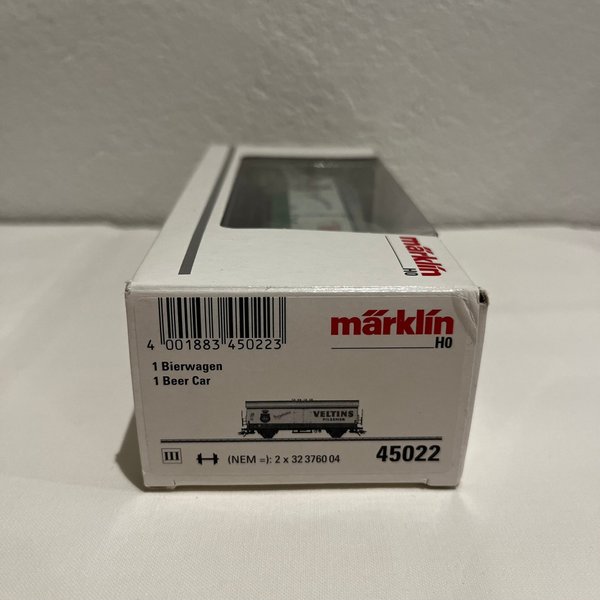 märklin
H0
4 001883 450223
märklin
H0
1 Bierwagen
1 Beer Car
VELTINS
PILSENER
III
(NEM =): 2 x 32 3760 04
45022